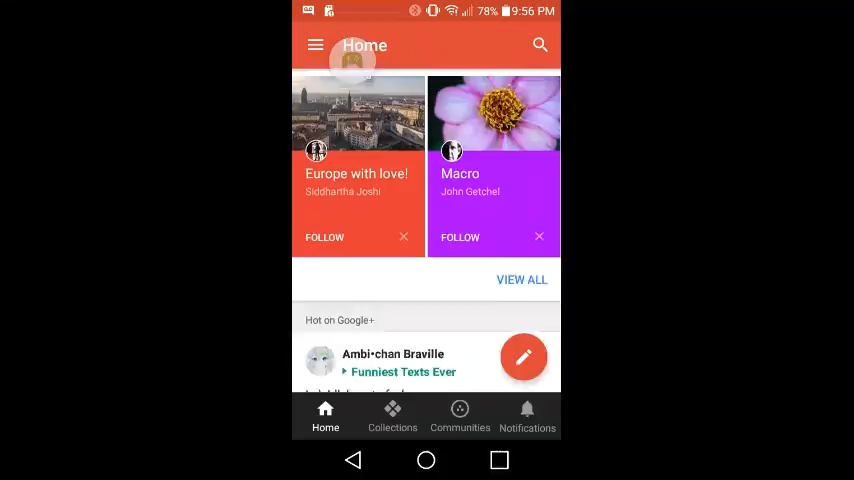 78% 9:56 PM
Home
Europe with love!
Siddhartha Joshi
FOLLOW
Macro
John Getchel
FOLLOW
VIEW ALL
Hot on Google+
Ambi•chan Braville
Funniest Texts Ever
Home
Collections
Communities
Notifications